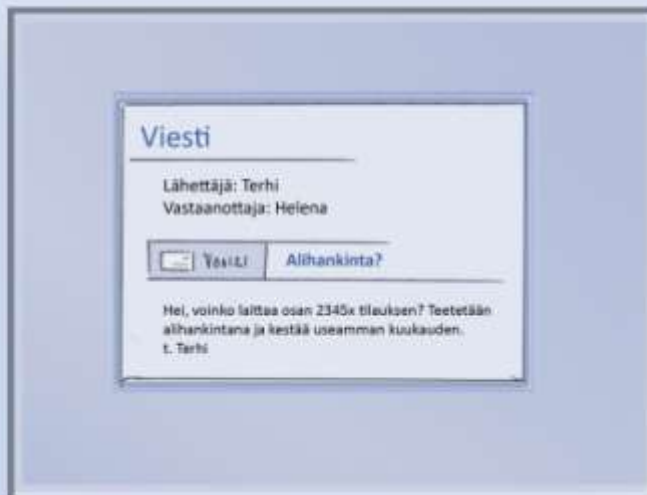 Viesti
Lähettäjä: Terhi
Vastaanottaja: Helena
Alihankinta?
Hei, voinko laittaa osan 2345x tilauksen? Teetetään
alihankintana ja kestää useamman kuukauden.
t. Terhi